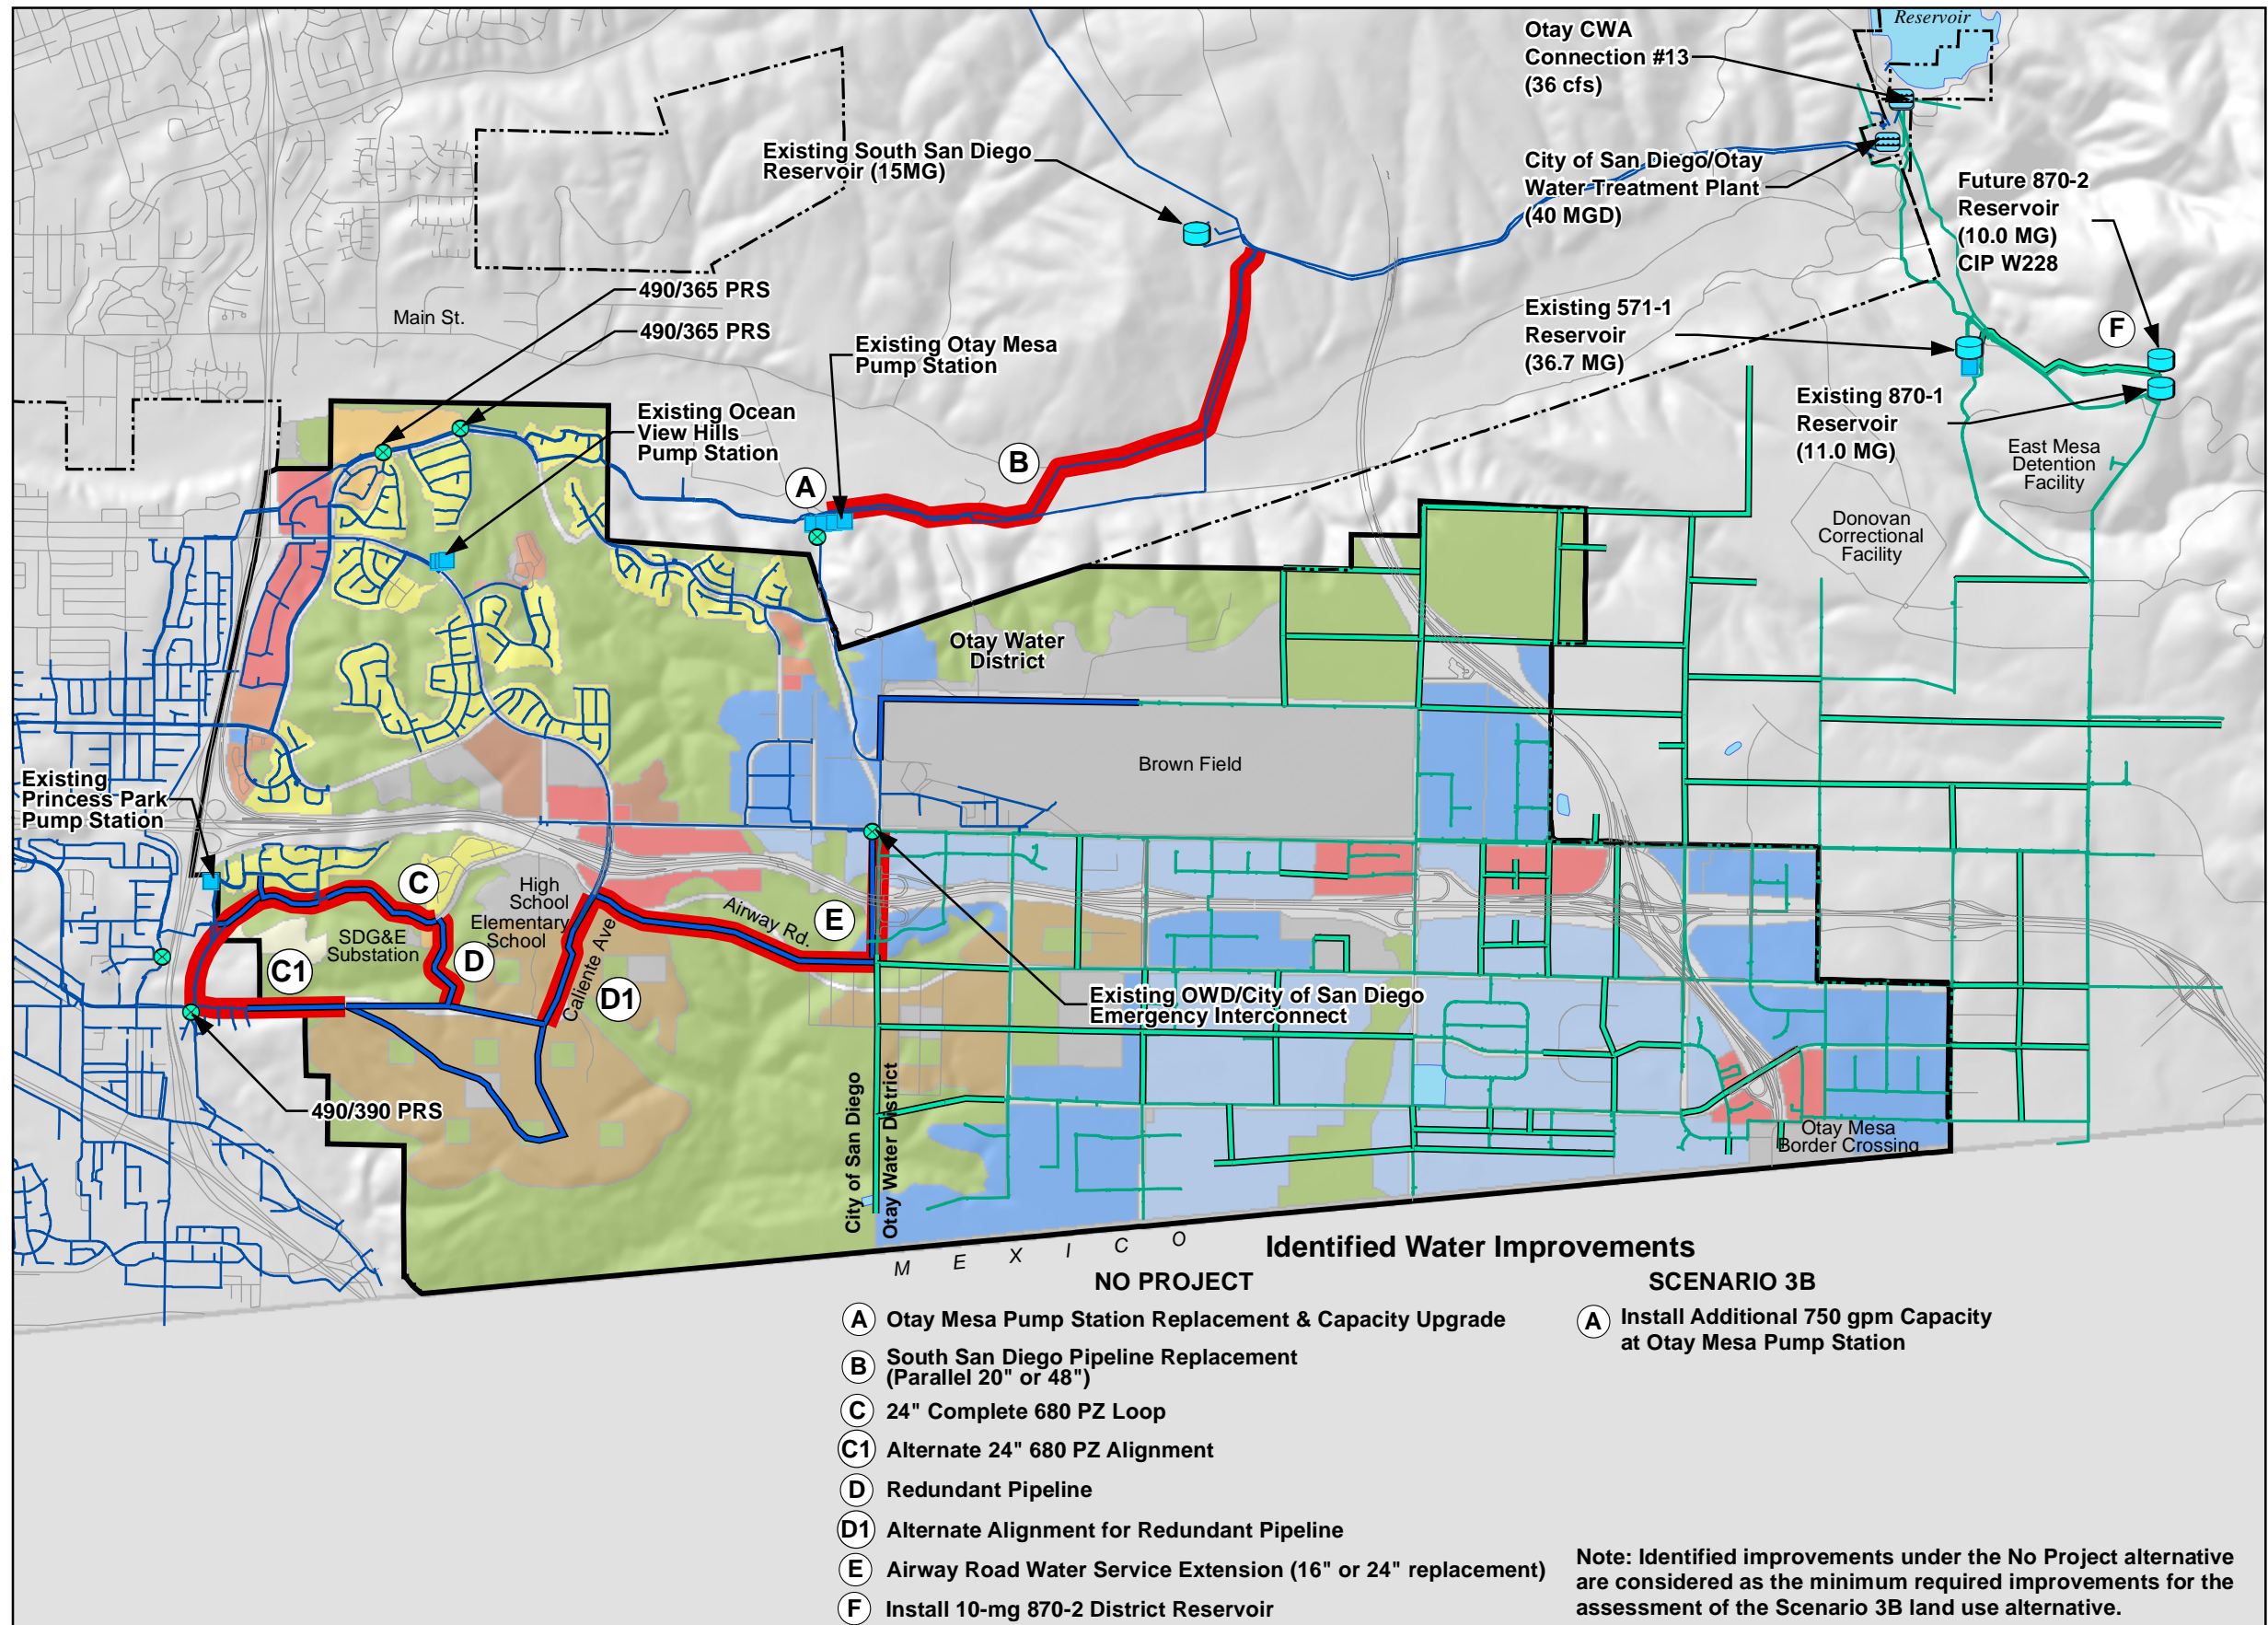 Reservoir
Otay CWA
Connection #13
(36 cfs)
Existing South San Diego
Reservoir (15MG)
City of San Diego/Otay
Water Treatment Plant
(40 MGD)
Future 870-2
Reservoir
(10.0 MG)
CIP W228
490/365 PRS
Main St.
490/365 PRS
Existing Otay Mesa
Pump Station
Existing 571-1
Reservoir
(36.7 MG)
F
Existing 870-1
Reservoir
(11.0 MG)
Existing Ocean
View Hills
Pump Station
East Mesa
Detention
Facility
B
A
Donovan
Correctional
Facility
Otay Water
District
Brown Field
Existing
Princess Park
Pump Station
C
High
School
Elementary
School
Airway Rd.
E
SDG&E
Substation
D
C1
Caliente Ave
D1
Existing OWD/City of San Diego
Emergency Interconnect
490/390 PRS
City of San Diego
Otay Water District
Otay Mesa
Border Crossing
M E X I C O
Identified Water Improvements
NO PROJECT
A Otay Mesa Pump Station Replacement & Capacity Upgrade
B South San Diego Pipeline Replacement
(Parallel 20" or 48")
C 24" Complete 680 PZ Loop
C1 Alternate 24" 680 PZ Alignment
D Redundant Pipeline
D1 Alternate Alignment for Redundant Pipeline
E Airway Road Water Service Extension (16" or 24" replacement)
F Install 10-mg 870-2 District Reservoir
SCENARIO 3B
A Install Additional 750 gpm Capacity
at Otay Mesa Pump Station
Note: Identified improvements under the No Project alternative
are considered as the minimum required improvements for the
assessment of the Scenario 3B land use alternative.